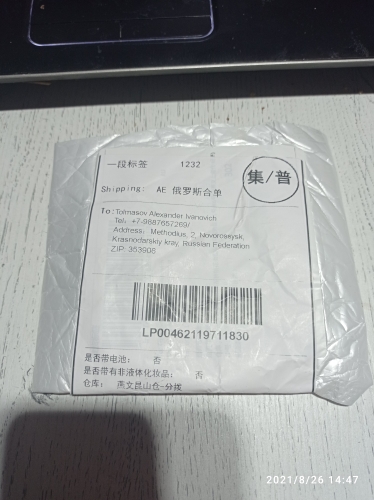 一段标签 1232
集/普
Shipping: AE 俄罗斯合单
To: Tolmasov Alexander Ivanovich
Tel: +7-9887657269/
Address: Methodius, 2, Novorossysk,
Krasnodarskiy kray, Russian Federation
ZIP: 353908
LP00462119711830
是否带电池: 否
是否带有非液体化妆品: 否
仓库: 燕文昆山仓-分拨
2021/8/26 14:47